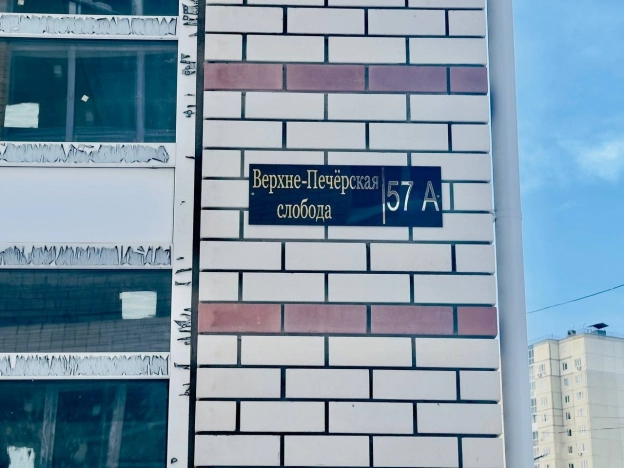 Верхне-Печёрская
слобода
57 А